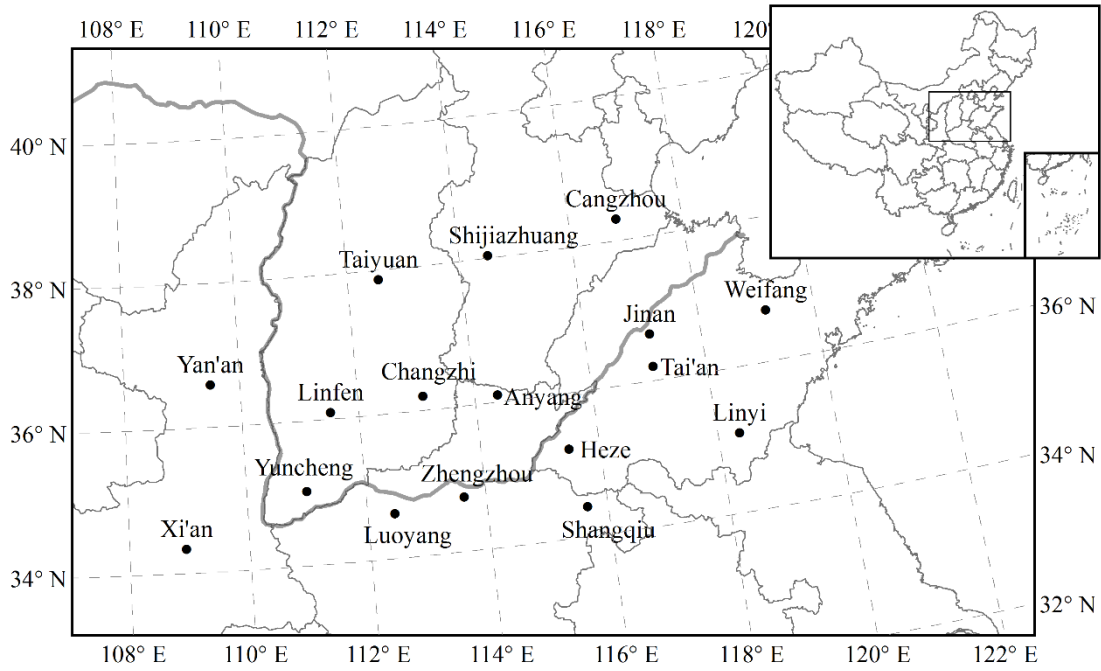 108° E 110° E 112° E 114° E 116° E 118° E 120°
40° N
Cangzhou
Shijiazhuang
Taiyuan
38° N
Weifang
36° N
Jinan
Yan'an
Changzhi
Tai'an
Linfen
Anyang
Linyi
36° N
Heze
34° N
Yuncheng
Zhengzhou
Xi'an
Luoyang
Shangqiu
34° N
32° N
108° E 110° E 112° E 114° E 116° E 118° E 120° E 122° E